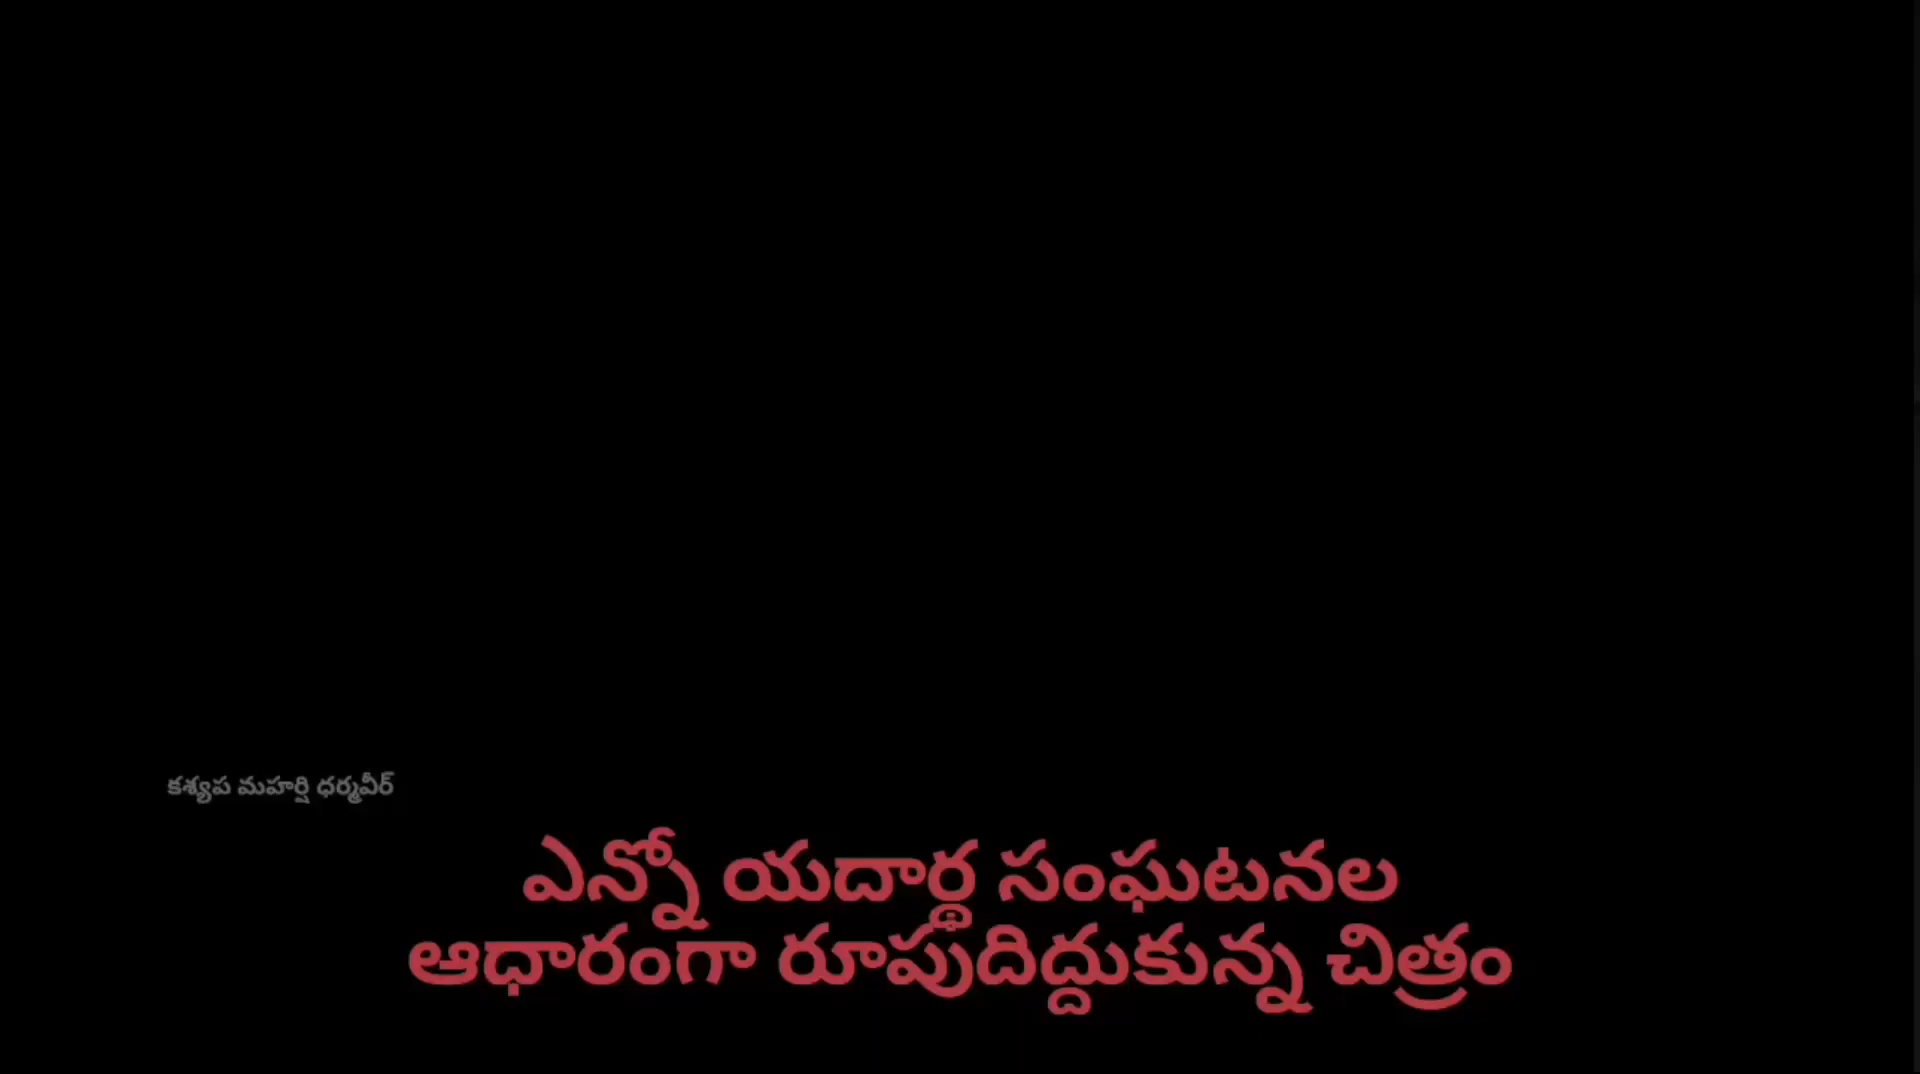 కశ్యప మహర్షి ధర్మవీర్
ఎన్నో యదార్థ సంఘటనల
ఆధారంగా రూపుదిద్దుకున్న చిత్రం